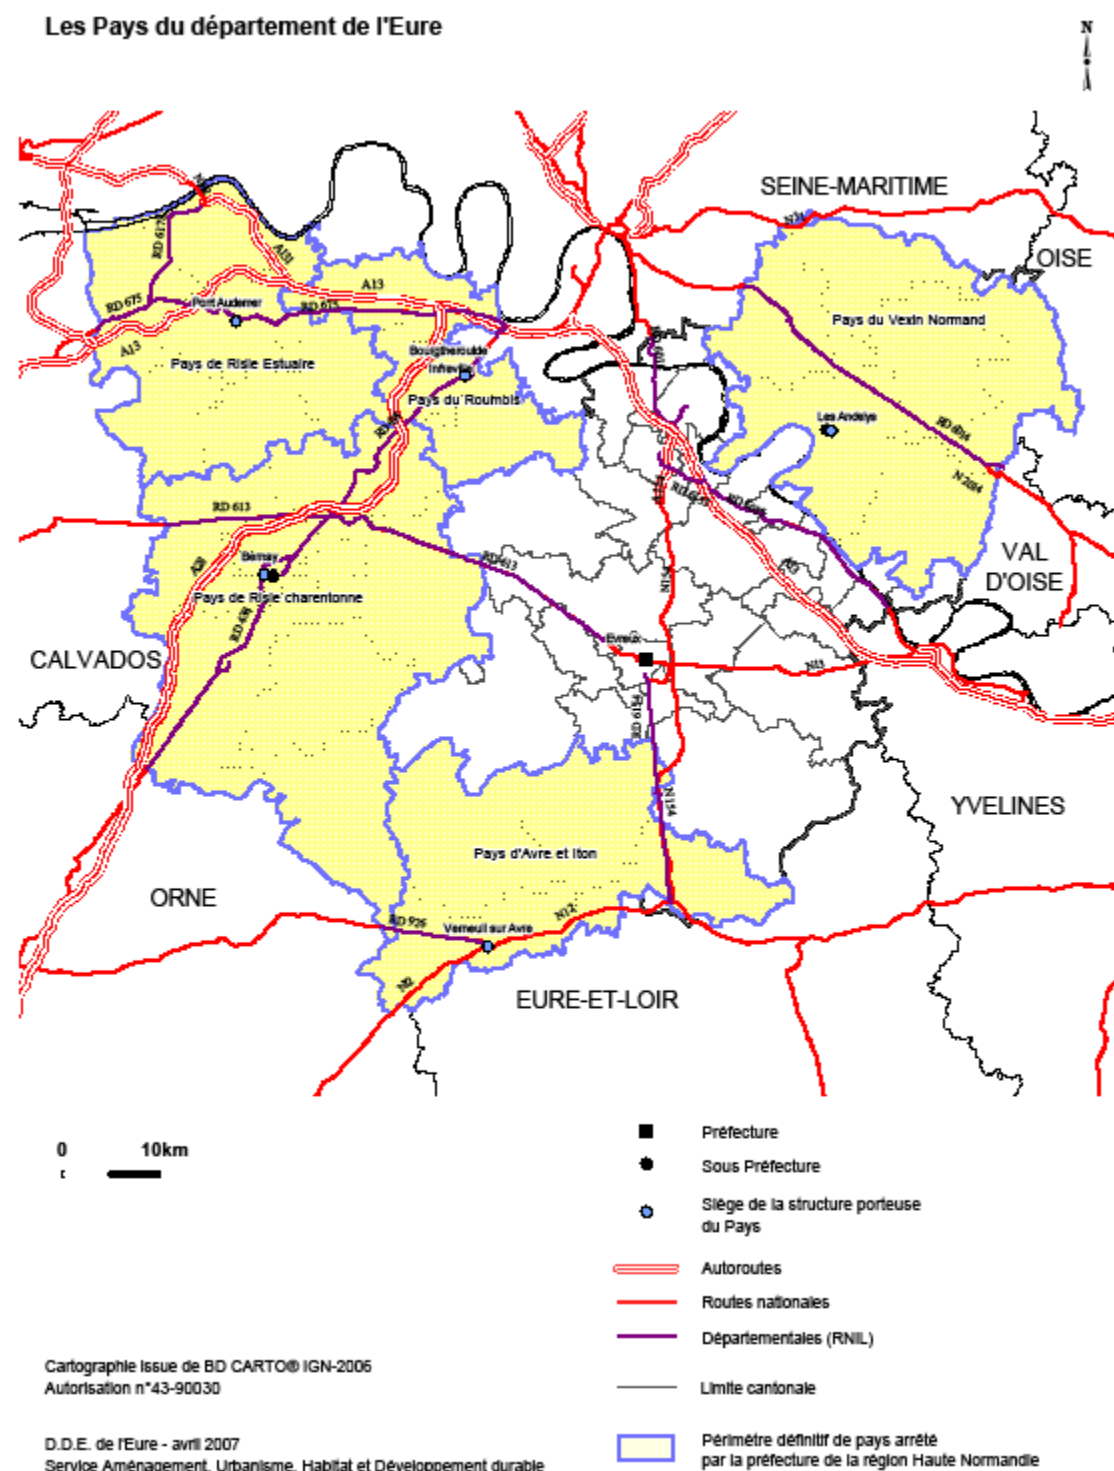 Les Pays du département de l'Eure
N
SEINE-MARITIME
N31
OISE
RD 675
A131
A13
RD 675
Pont Audemer
Pays du Vexin Normand
A13
Pays de Risle Estuaire
Bourgtheroulde
Infreville
Pays du Roumois
Les Andelys
RD 6014
N 2014
RD 613
VAL
D'OISE
A28
Bernay
RD 613
A13
Pays de Risle charentonne
RD 438
CALVADOS
Evreux
N13
N154
YVELINES
Pays d'Avre et Iton
ORNE
RD 926
Verneuil sur Avre
N12
N12
EURE-ET-LOIR
0 10km
Préfecture
Sous Préfecture
Siège de la structure porteuse
du Pays
Autoroutes
Routes nationales
Départementales (RNIL)
Cartographie issue de BD CARTO® IGN-2006
Autorisation n°43-90030
Limite cantonale
D.D.E. de l'Eure - avril 2007
Service Aménagement, Urbanisme, Habitat et Développement durable
Périmètre définitif de pays arrêté
par la préfecture de la région Haute Normandie